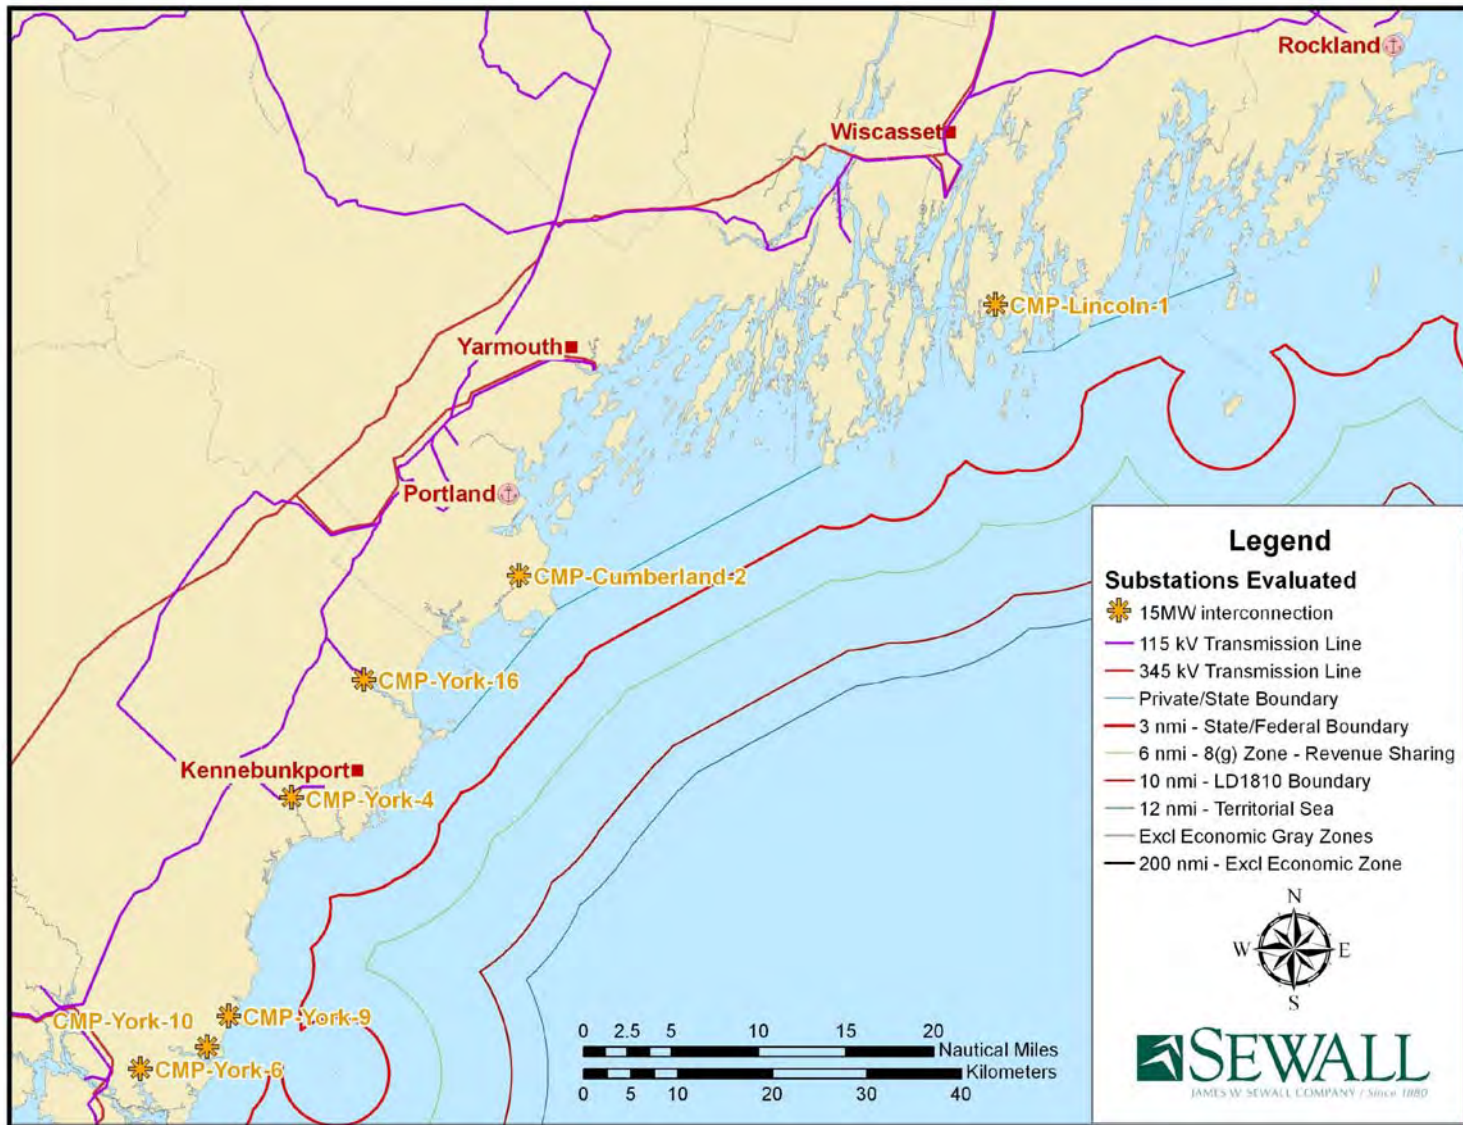 Rockland
Wiscasset
CMP-Lincoln-1
Yarmouth
Portland
CMP-Cumberland-2
CMP-York-16
Kennebunkport
CMP-York-4
CMP-York-10
CMP-York-9
CMP-York-6
0 2.5 5 10 15 20
Nautical Miles
Kilometers
0 5 10 20 30 40
Legend
Substations Evaluated
15MW interconnection
115 kV Transmission Line
345 kV Transmission Line
Private/State Boundary
3 nmi - State/Federal Boundary
6 nmi - 8(g) Zone - Revenue Sharing
10 nmi - LD1810 Boundary
12 nmi - Territorial Sea
Excl Economic Gray Zones
200 nmi - Excl Economic Zone
N
W E
S
SEWALL
JAMES W. SEWALL COMPANY / Since 1880